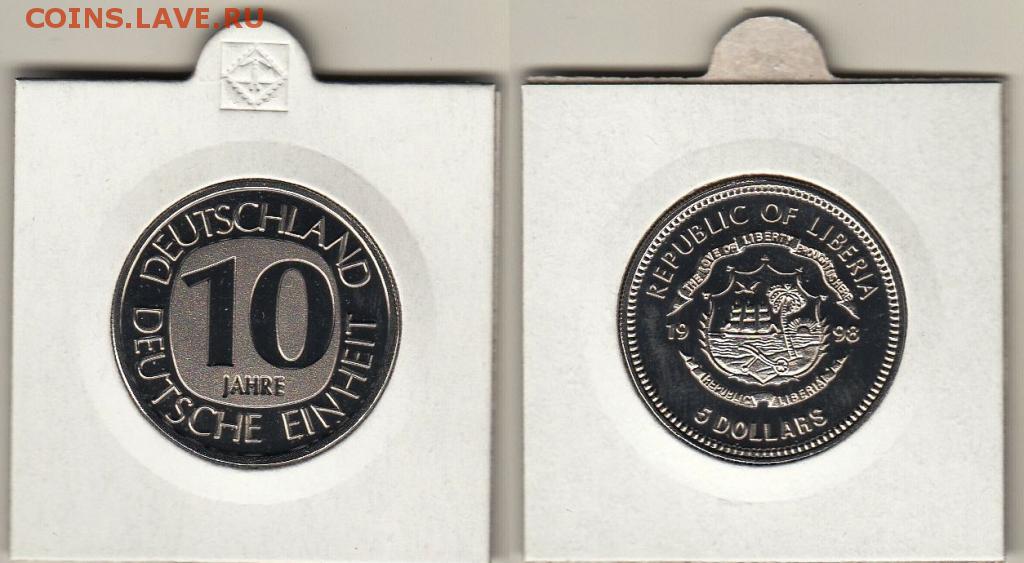 COINS.LAVE.RU
DEUTSCHLAND
10
JAHRE
DEUTSCHE EINHEIT
REPUBLIC OF LIBERIA
THE LOVE OF LIBERTY BROUGHT US HERE
19 98
REPUBLIC LIBERIA
5 DOLLARS